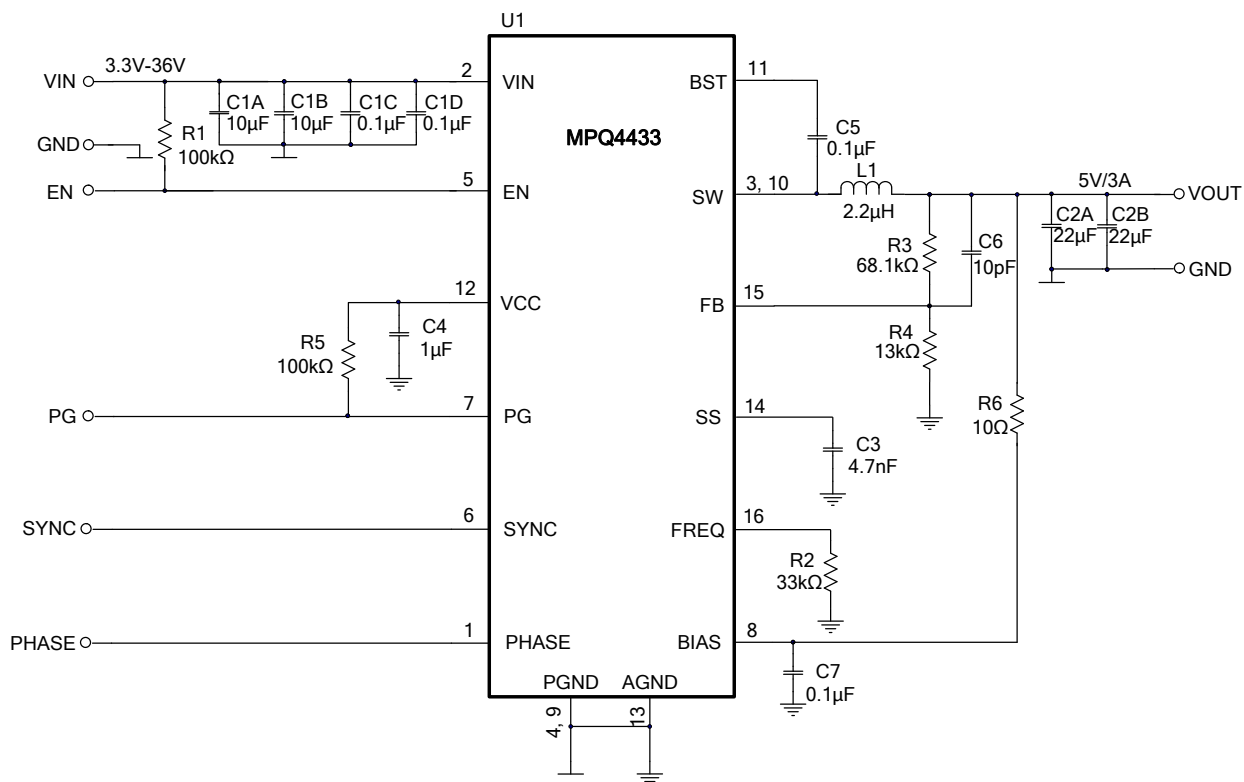 U1
3.3V-36V
VIN
2
VIN
BST
11
C1A
10µF
C1B
10µF
C1C
0.1µF
C1D
0.1µF
GND
R1
100kΩ
MPQ4433
C5
0.1µF
EN
5
EN
SW
3, 10
L1
2.2µH
5V/3A
VOUT
C2A
22µF
C2B
22µF
R3
68.1kΩ
C6
10pF
GND
12
VCC
FB
15
C4
1µF
R5
100kΩ
R4
13kΩ
PG
7
PG
SS
14
R6
10Ω
C3
4.7nF
SYNC
6
SYNC
FREQ
16
R2
33kΩ
PHASE
1
PHASE
BIAS
8
C7
0.1µF
PGND
AGND
4, 9
13